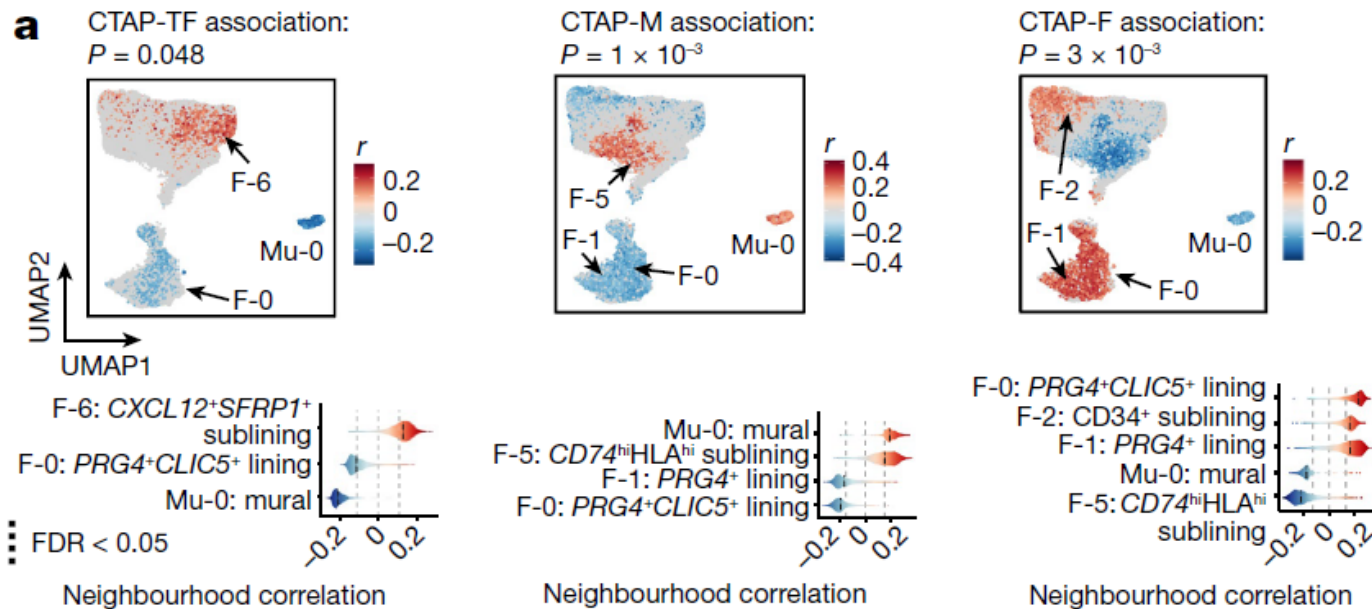 a
CTAP-TF association:
P = 0.048
F-6
Mu-0
F-0
r
0.2
0
–0.2
UMAP2
UMAP1
F-6: CXCL12⁺SFRP1⁺
sublining
F-0: PRG4⁺CLIC5⁺ lining
Mu-0: mural
FDR < 0.05
–0.2
0
0.2
Neighbourhood correlation
CTAP-M association:
P = 1 × 10⁻³
F-5
F-1
Mu-0
F-0
r
0.4
0.2
0
–0.2
–0.4
Mu-0: mural
F-5: CD74ʰⁱHLAʰⁱ sublining
F-1: PRG4⁺ lining
F-0: PRG4⁺CLIC5⁺ lining
–0.2
0
0.2
Neighbourhood correlation
CTAP-F association:
P = 3 × 10⁻³
F-2
F-1
Mu-0
F-0
r
0.2
0
–0.2
F-0: PRG4⁺CLIC5⁺ lining
F-2: CD34⁺ sublining
F-1: PRG4⁺ lining
Mu-0: mural
F-5: CD74ʰⁱHLAʰⁱ
sublining
–0.2
0
0.2
Neighbourhood correlation